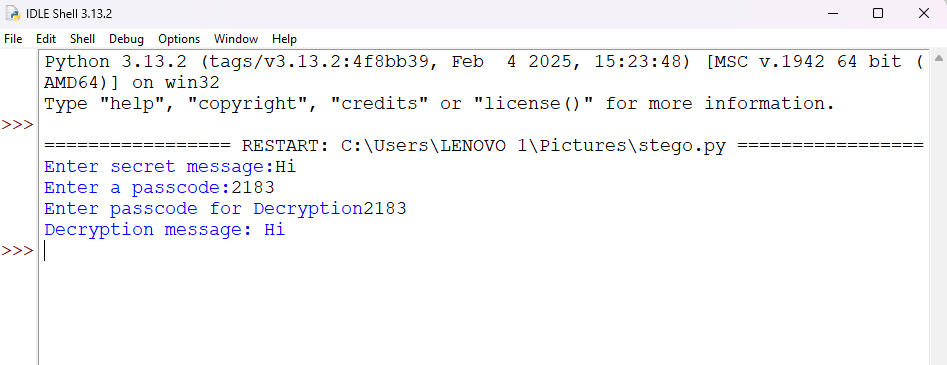 IDLE Shell 3.13.2
File Edit Shell Debug Options Window Help
Python 3.13.2 (tags/v3.13.2:4f8bb39, Feb  4 2025, 15:23:48) [MSC v.1942 64 bit (
AMD64)] on win32
Type "help", "copyright", "credits" or "license()" for more information.
>>>
================= RESTART: C:\Users\LENOVO 1\Pictures\stego.py =================
Enter secret message:Hi
Enter a passcode:2183
Enter passcode for Decryption2183
Decryption message: Hi
>>>